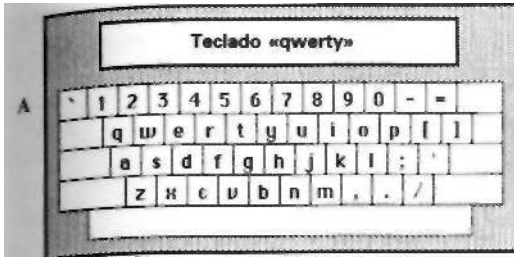 Teclado «qwerty»
A
` 1 2 3 4 5 6 7 8 9 0 - =
q w e r t y u i o p [ ]
a s d f g h j k l ; '
z x c v b n m , . /